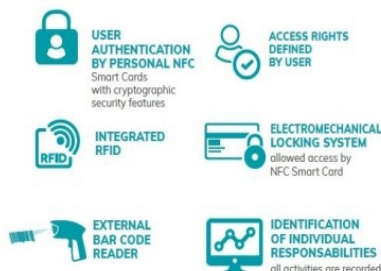 USER
AUTHENTICATION
BY PERSONAL NFC
Smart Cards
with cryptographic
security features
ACCESS RIGHTS
DEFINED
BY USER
RFID
INTEGRATED
RFID
ELECTROMECHANICAL
LOCKING SYSTEM
allowed access by
NFC Smart Card
EXTERNAL
BAR CODE
READER
IDENTIFICATION
OF INDIVIDUAL
RESPONSABILITIES
all activities are recorded